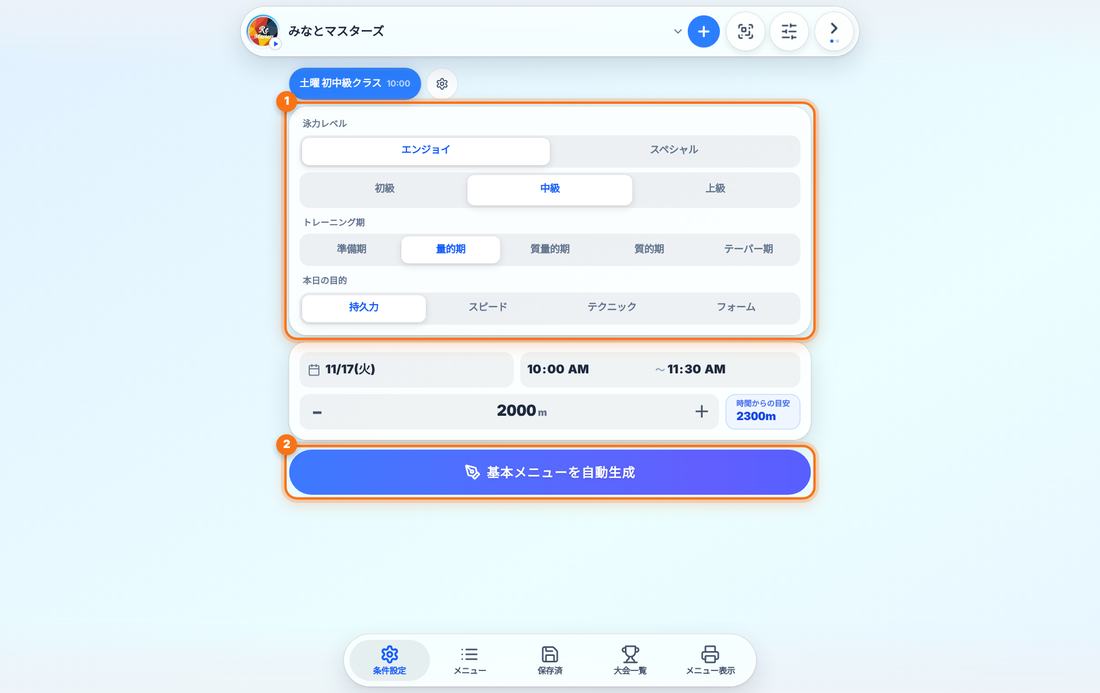 みなとマスターズ
土曜 初中級クラス 10:00
1
泳力レベル
エンジョイ スペシャル
初級 中級 上級
トレーニング期
準備期 量的期 質量的期 質的期 テーパー期
本日の目的
持久力 スピード テクニック フォーム
11/17(火) 10:00 AM ～ 11:30 AM
− 2000 m + 時間からの目安
2300m
2
基本メニューを自動生成
条件設定 メニュー 保存済 大会一覧 メニュー表示